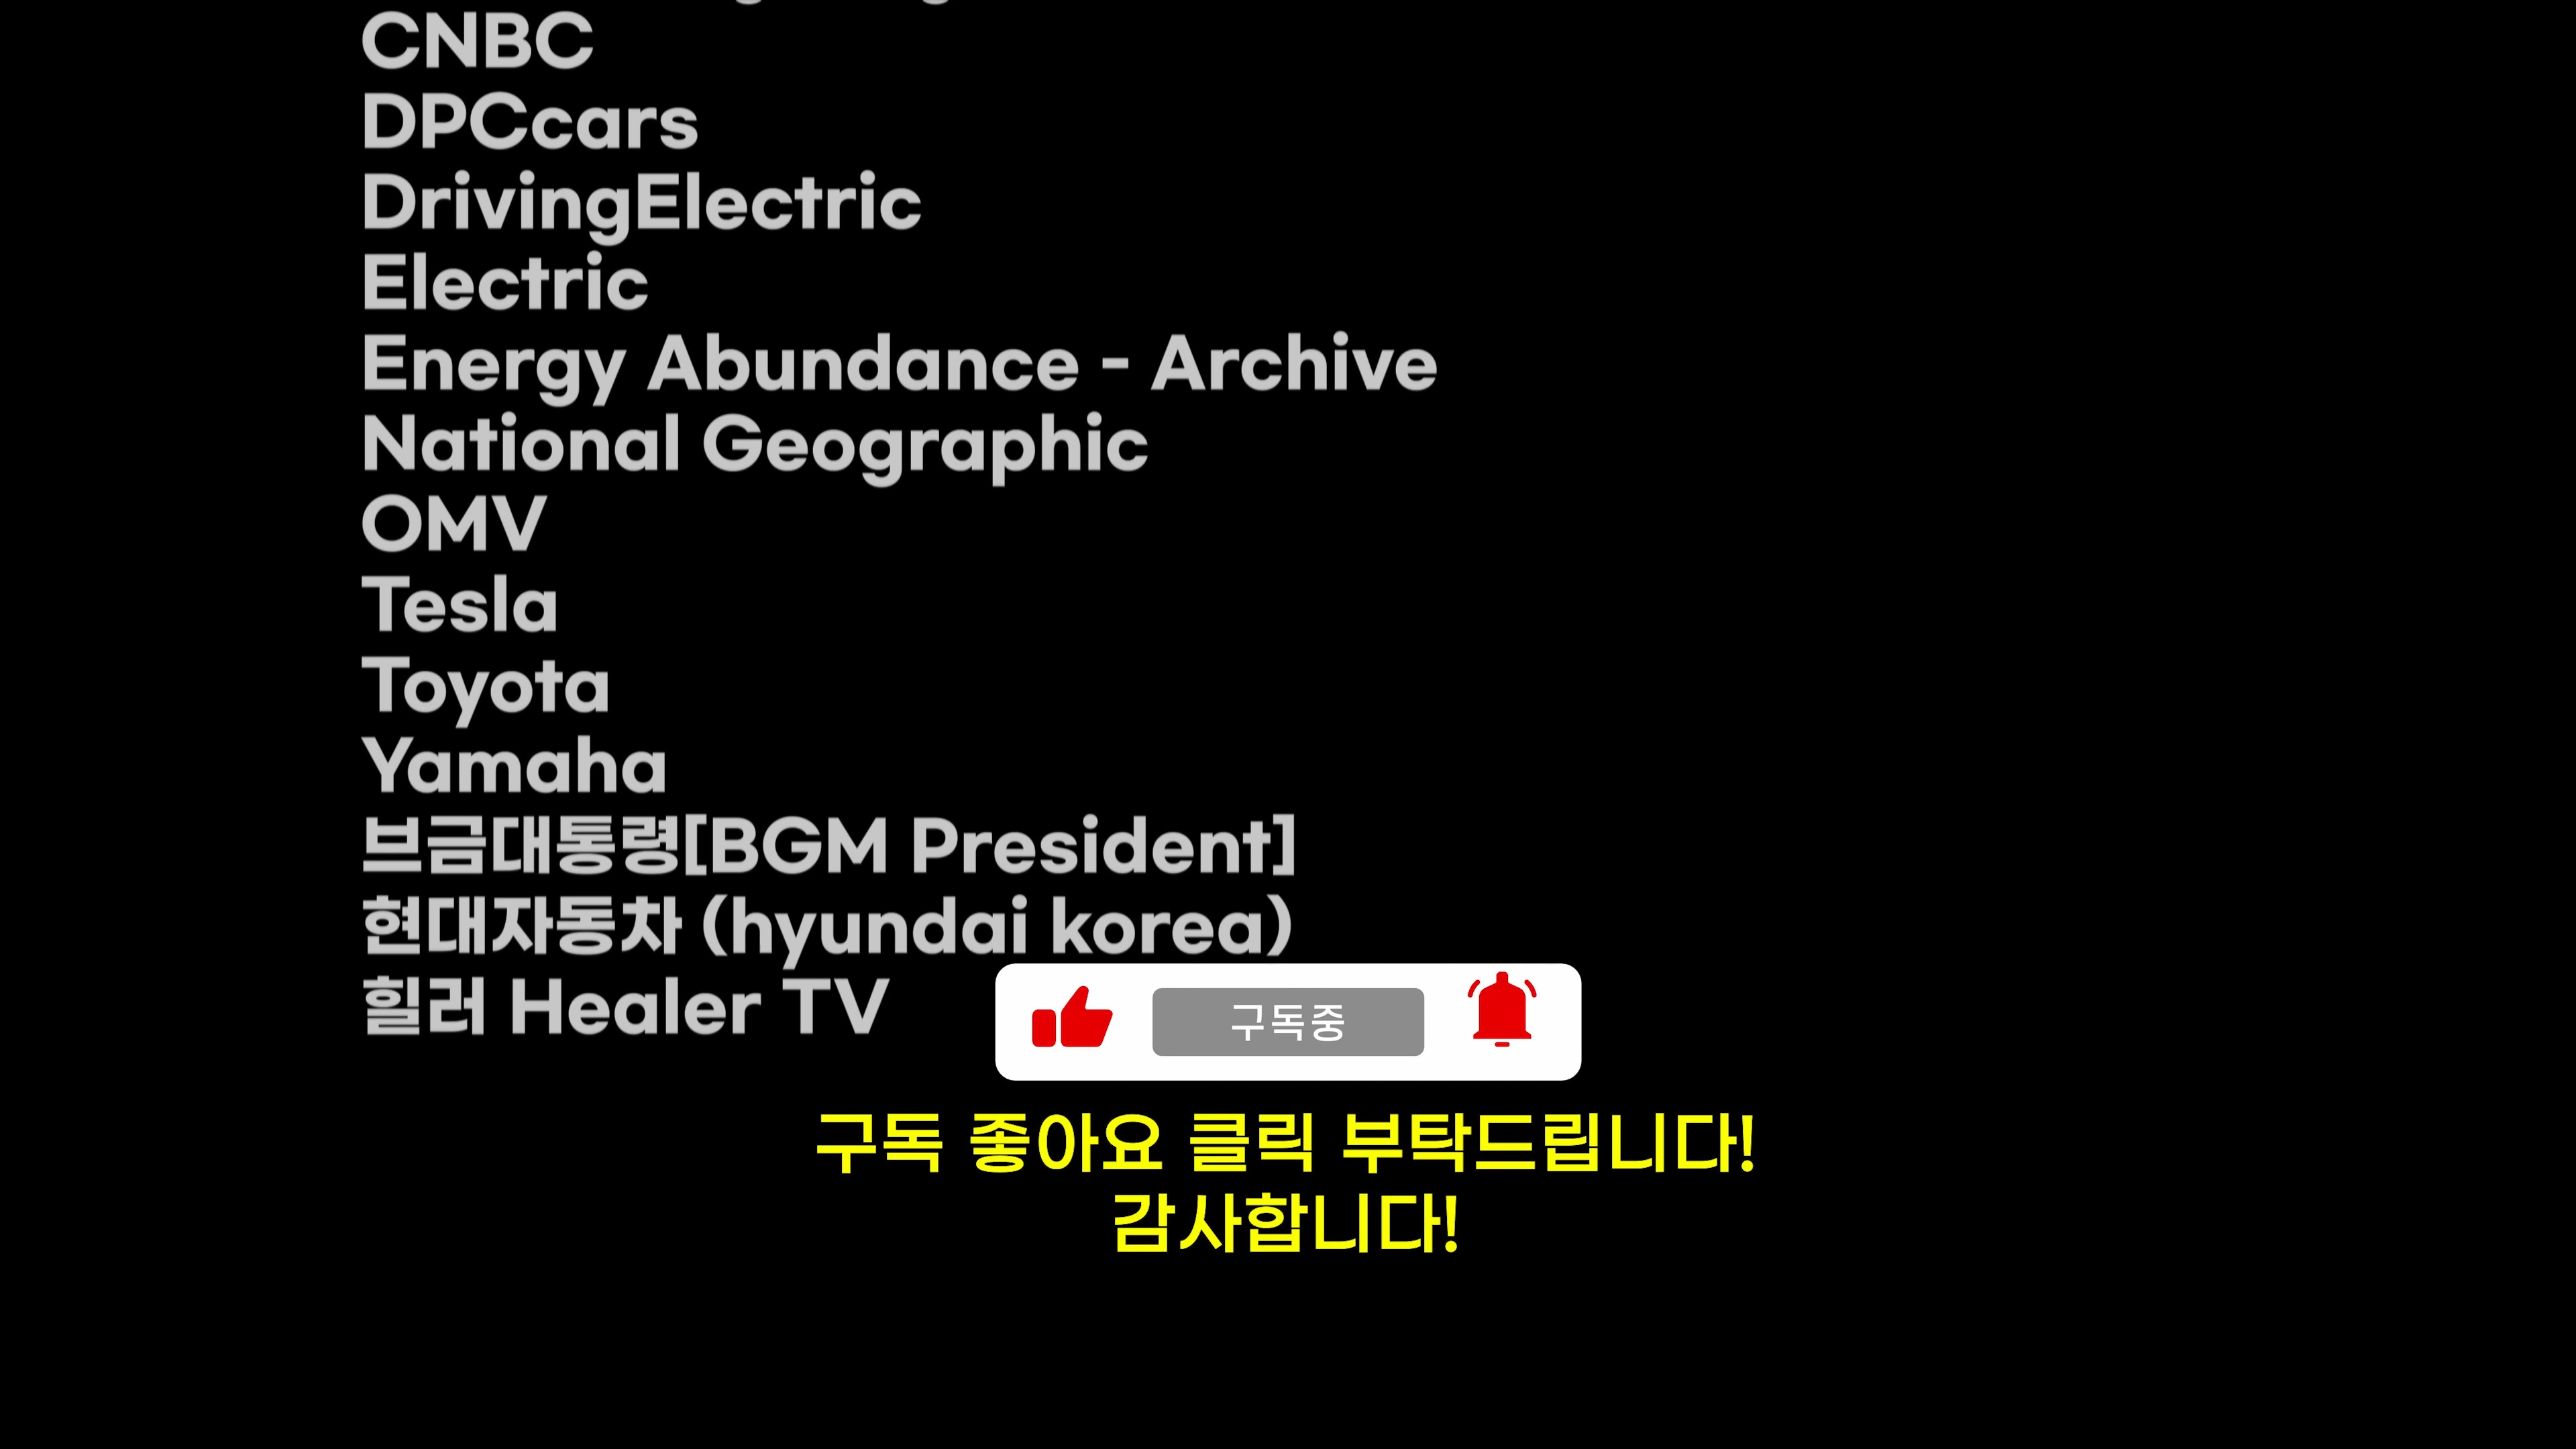 CNBC
DPCcars
DrivingElectric
Electric
Energy Abundance - Archive
National Geographic
OMV
Tesla
Toyota
Yamaha
브금대통령[BGM President]
현대자동차 (hyundai korea)
힐러 Healer TV
구독중
구독 좋아요 클릭 부탁드립니다!
감사합니다!